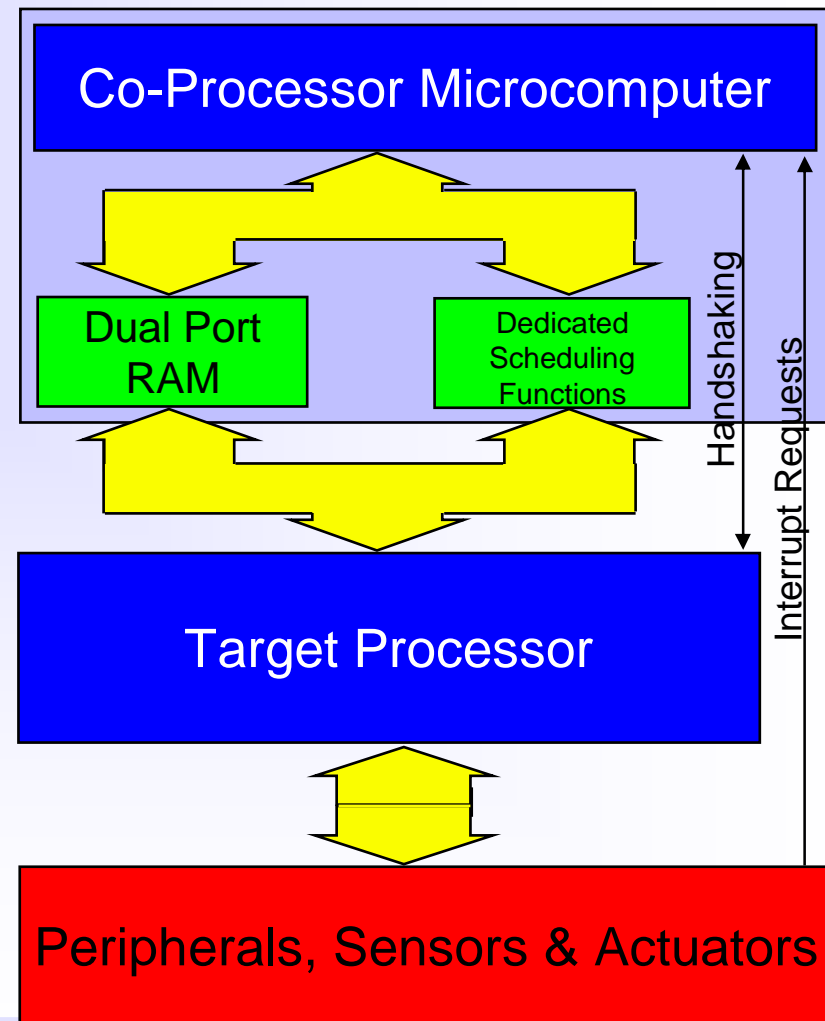 Co-Processor Microcomputer
Dual Port
RAM
Dedicated
Scheduling
Functions
Handshaking
Interrupt Requests
Target Processor
Peripherals, Sensors & Actuators